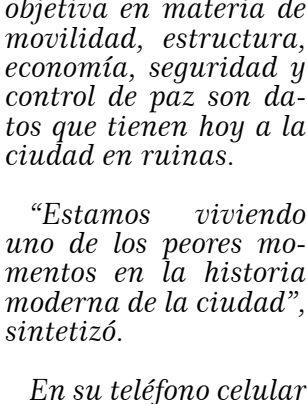 objetiva en materia de
movilidad, estructura,
economía, seguridad y
control de paz son da-
tos que tienen hoy a la
ciudad en ruinas.
“Estamos viviendo
uno de los peores mo-
mentos en la historia
moderna de la ciudad”,
sintetizó.
En su teléfono celular